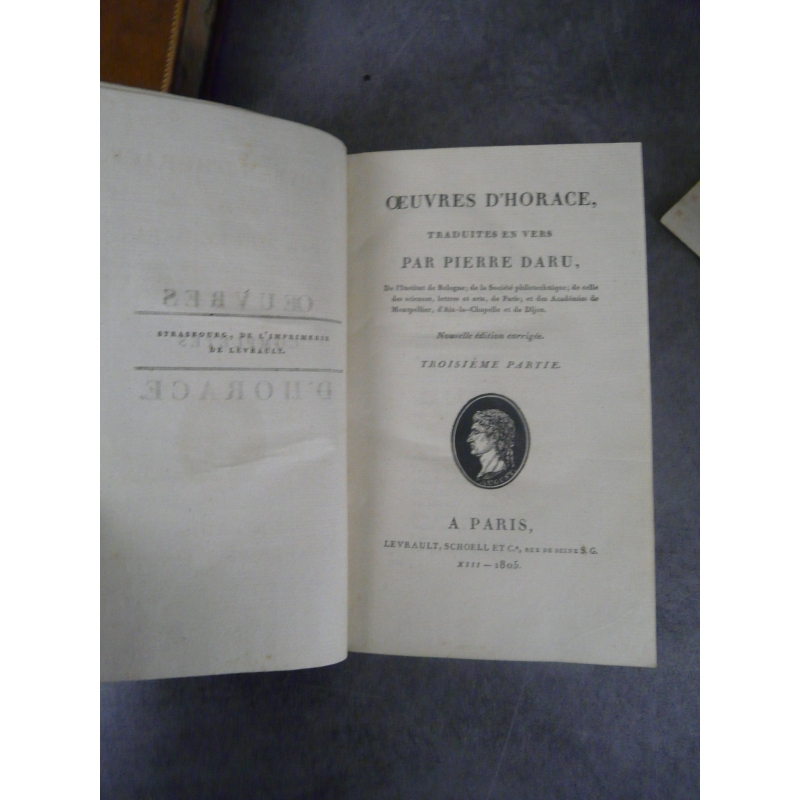 STRASBOURG, DE L'IMPRIMERIE
DE LEVRAULT.
ŒUVRES D'HORACE,
TRADUITES EN VERS
PAR PIERRE DARU,
De l'Institut de Bologne; de la Société philotechnique; de celle
des sciences, lettres et arts, de Paris; et des Académies de
Montpellier, d'Aix-la-Chapelle et de Dijon.
Nouvelle édition corrigée.
TROISIÈME PARTIE.
A PARIS,
LEVRAULT, SCHOELL ET C.e, RUE DE SEINE S. G.
XIII — 1805.